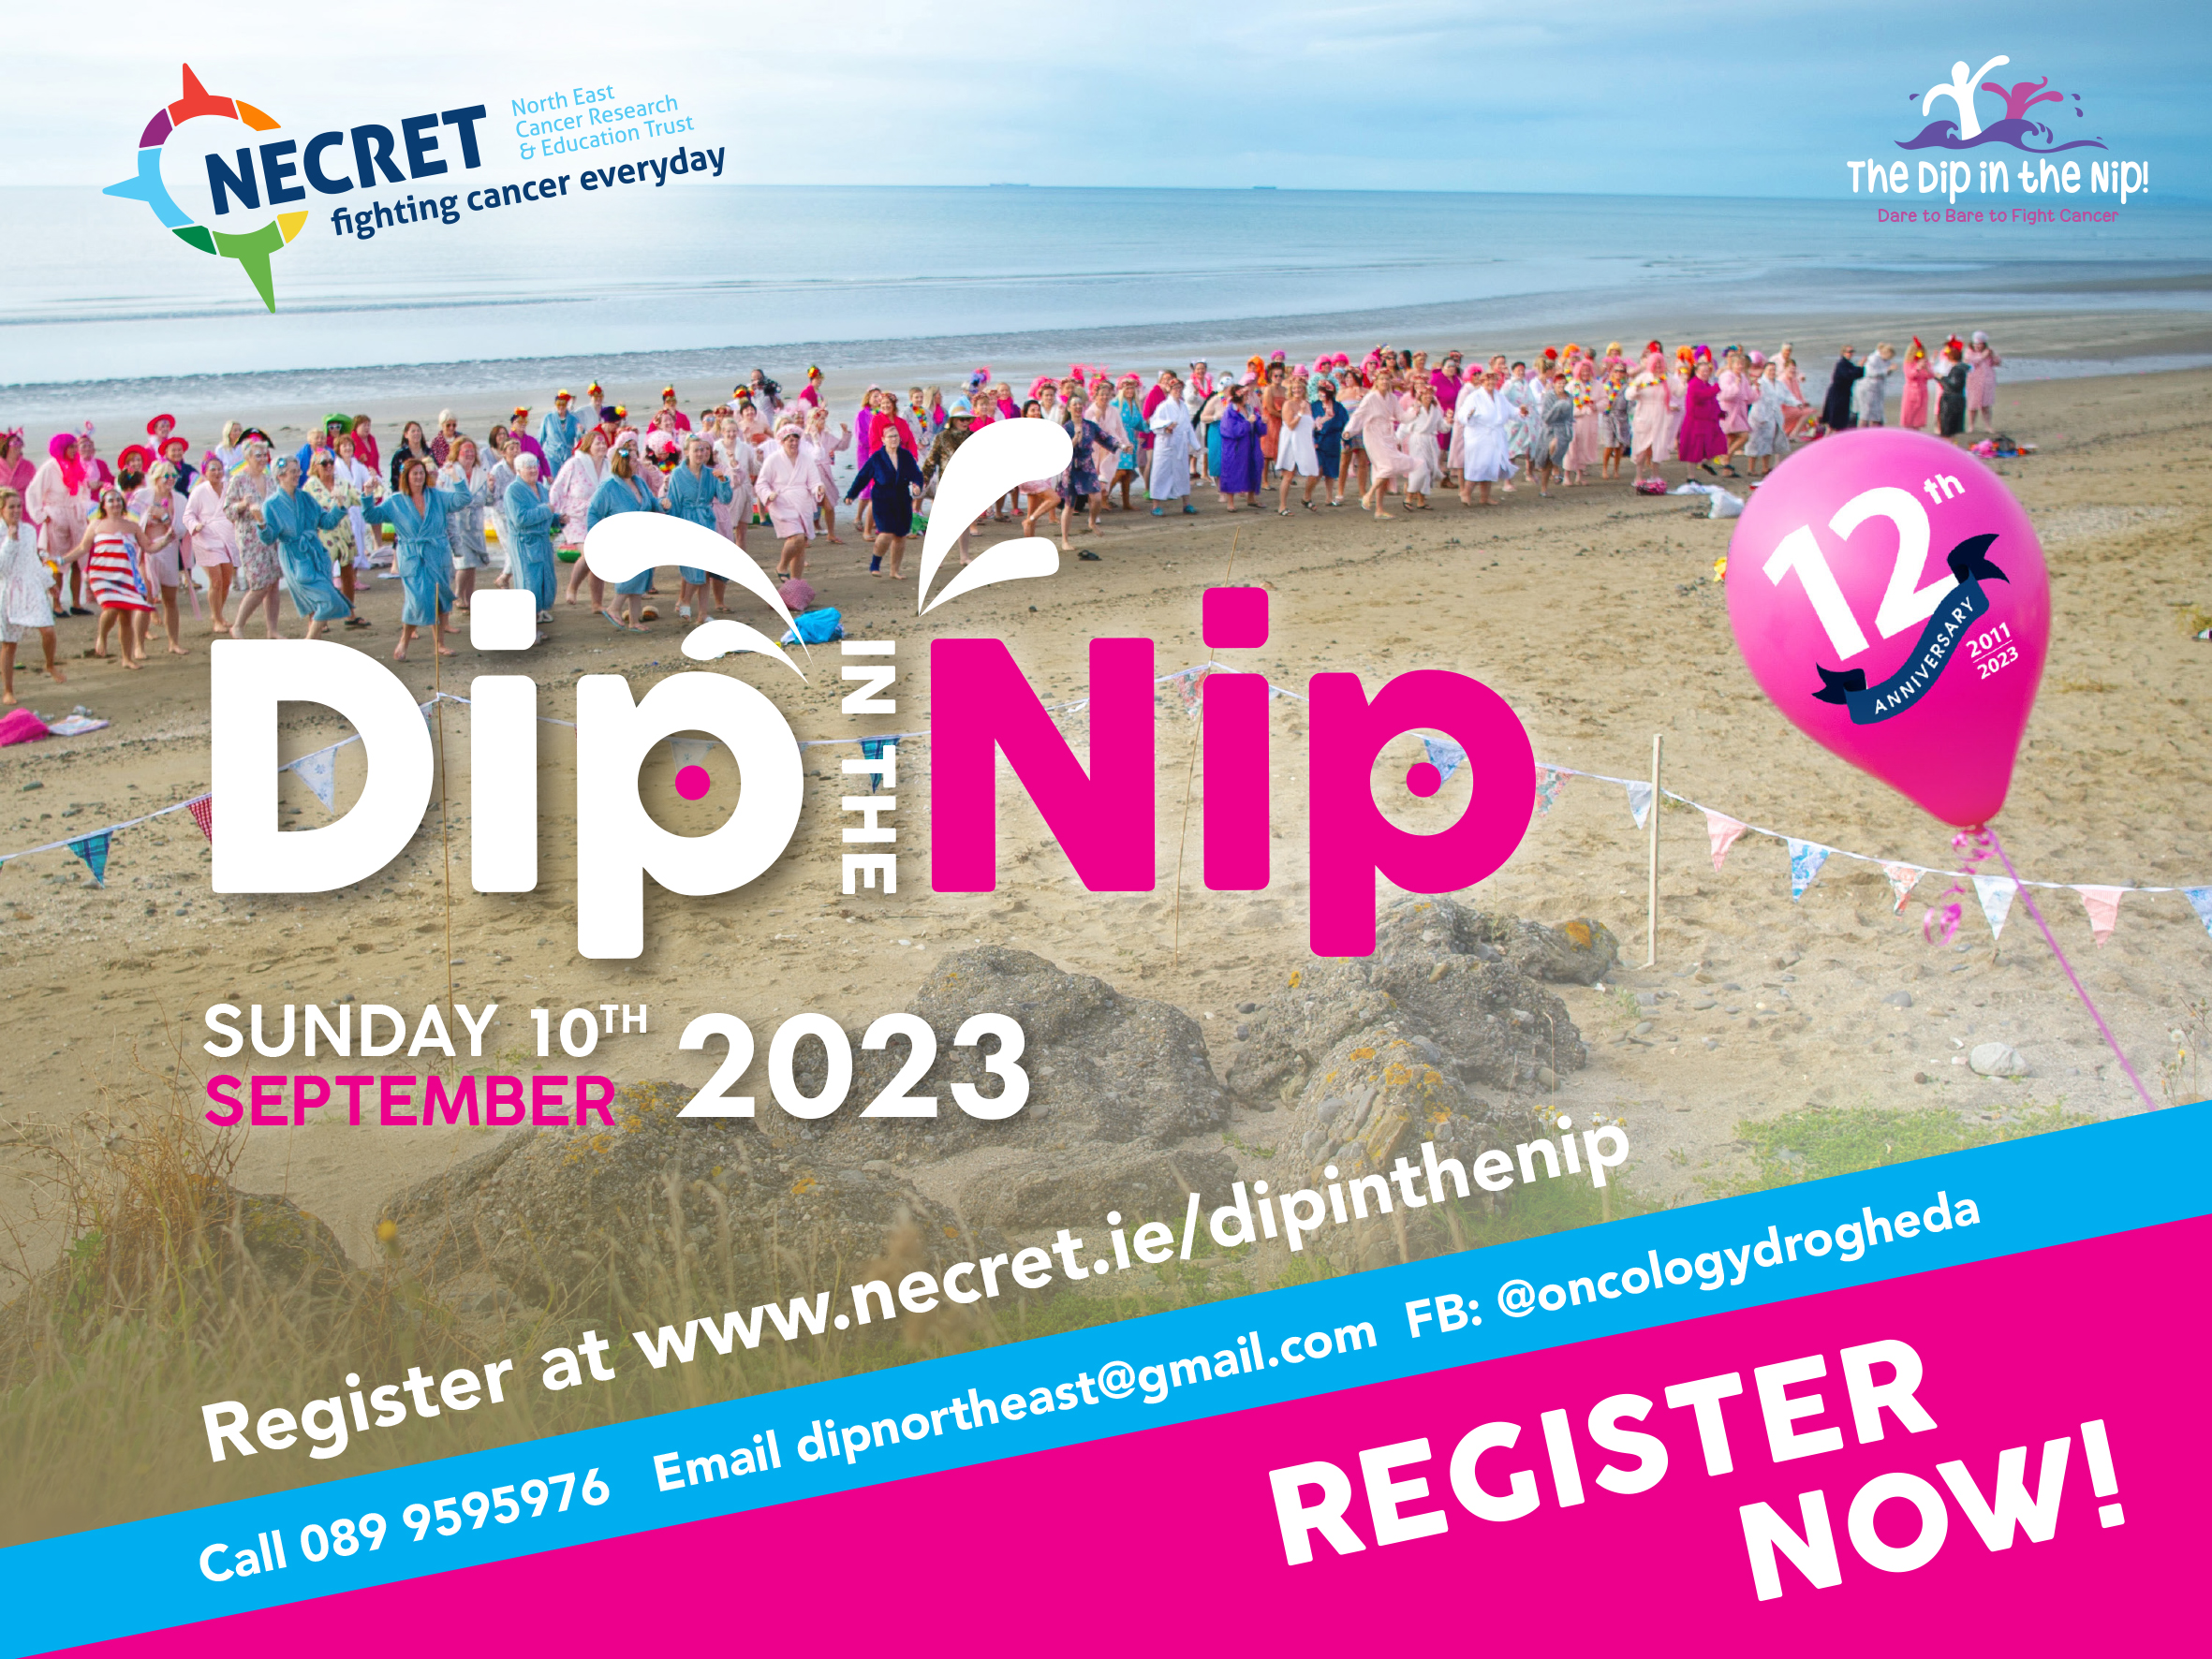 NECRET
North East
Cancer Research
& Education Trust
fighting cancer everyday
The Dip in the Nip!
Dare to Bare to Fight Cancer
12th
ANNIVERSARY
2011
2023
Dip IN THE Nip
SUNDAY 10TH
SEPTEMBER 2023
Register at www.necret.ie/dipinthenip
Call 089 9595976 Email dipnortheast@gmail.com FB: @oncologydrogheda
REGISTER
NOW!